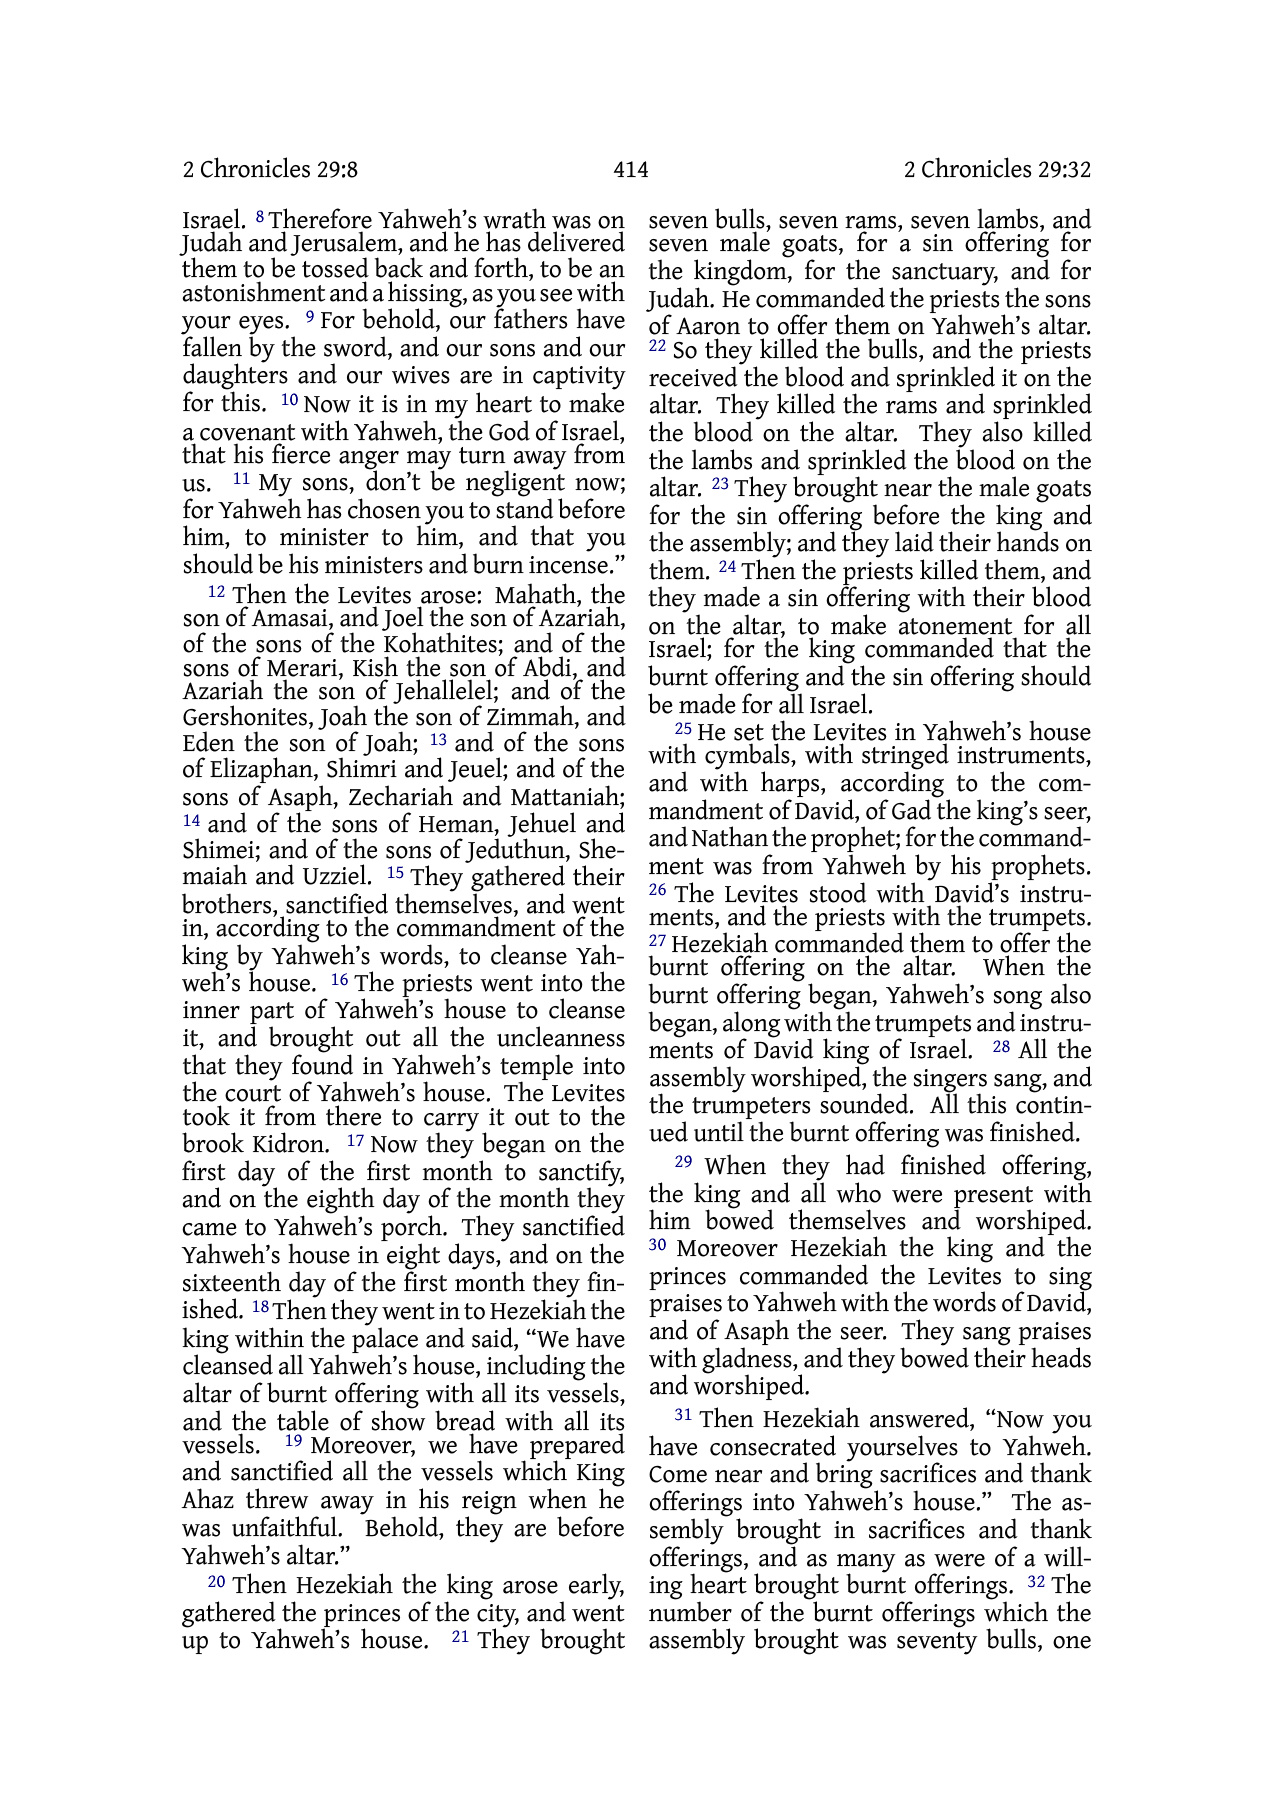 2 Chronicles 29:8 414 2 Chronicles 29:32
Israel. 8 Therefore Yahweh’s wrath was on
Judah and Jerusalem, and he has delivered
them to be tossed back and forth, to be an
astonishment and a hissing, as you see with
your eyes. 9 For behold, our fathers have
fallen by the sword, and our sons and our
daughters and our wives are in captivity
for this. 10 Now it is in my heart to make
a covenant with Yahweh, the God of Israel,
that his fierce anger may turn away from
us. 11 My sons, don’t be negligent now;
for Yahweh has chosen you to stand before
him, to minister to him, and that you
should be his ministers and burn incense.”
12 Then the Levites arose: Mahath, the
son of Amasai, and Joel the son of Azariah,
of the sons of the Kohathites; and of the
sons of Merari, Kish the son of Abdi, and
Azariah the son of Jehallelel; and of the
Gershonites, Joah the son of Zimmah, and
Eden the son of Joah; 13 and of the sons
of Elizaphan, Shimri and Jeuel; and of the
sons of Asaph, Zechariah and Mattaniah;
14 and of the sons of Heman, Jehuel and
Shimei; and of the sons of Jeduthun, She-
maiah and Uzziel. 15 They gathered their
brothers, sanctified themselves, and went
in, according to the commandment of the
king by Yahweh’s words, to cleanse Yah-
weh’s house. 16 The priests went into the
inner part of Yahweh’s house to cleanse
it, and brought out all the uncleanness
that they found in Yahweh’s temple into
the court of Yahweh’s house. The Levites
took it from there to carry it out to the
brook Kidron. 17 Now they began on the
first day of the first month to sanctify,
and on the eighth day of the month they
came to Yahweh’s porch. They sanctified
Yahweh’s house in eight days, and on the
sixteenth day of the first month they fin-
ished. 18 Then they went in to Hezekiah the
king within the palace and said, “We have
cleansed all Yahweh’s house, including the
altar of burnt offering with all its vessels,
and the table of show bread with all its
vessels. 19 Moreover, we have prepared
and sanctified all the vessels which King
Ahaz threw away in his reign when he
was unfaithful. Behold, they are before
Yahweh’s altar.”
20 Then Hezekiah the king arose early,
gathered the princes of the city, and went
up to Yahweh’s house. 21 They brought
seven bulls, seven rams, seven lambs, and
seven male goats, for a sin offering for
the kingdom, for the sanctuary, and for
Judah. He commanded the priests the sons
of Aaron to offer them on Yahweh’s altar.
22 So they killed the bulls, and the priests
received the blood and sprinkled it on the
altar. They killed the rams and sprinkled
the blood on the altar. They also killed
the lambs and sprinkled the blood on the
altar. 23 They brought near the male goats
for the sin offering before the king and
the assembly; and they laid their hands on
them. 24 Then the priests killed them, and
they made a sin offering with their blood
on the altar, to make atonement for all
Israel; for the king commanded that the
burnt offering and the sin offering should
be made for all Israel.
25 He set the Levites in Yahweh’s house
with cymbals, with stringed instruments,
and with harps, according to the com-
mandment of David, of Gad the king’s seer,
and Nathan the prophet; for the command-
ment was from Yahweh by his prophets.
26 The Levites stood with David’s instru-
ments, and the priests with the trumpets.
27 Hezekiah commanded them to offer the
burnt offering on the altar. When the
burnt offering began, Yahweh’s song also
began, along with the trumpets and instru-
ments of David king of Israel. 28 All the
assembly worshiped, the singers sang, and
the trumpeters sounded. All this contin-
ued until the burnt offering was finished.
29 When they had finished offering,
the king and all who were present with
him bowed themselves and worshiped.
30 Moreover Hezekiah the king and the
princes commanded the Levites to sing
praises to Yahweh with the words of David,
and of Asaph the seer. They sang praises
with gladness, and they bowed their heads
and worshiped.
31 Then Hezekiah answered, “Now you
have consecrated yourselves to Yahweh.
Come near and bring sacrifices and thank
offerings into Yahweh’s house.” The as-
sembly brought in sacrifices and thank
offerings, and as many as were of a will-
ing heart brought burnt offerings. 32 The
number of the burnt offerings which the
assembly brought was seventy bulls, one